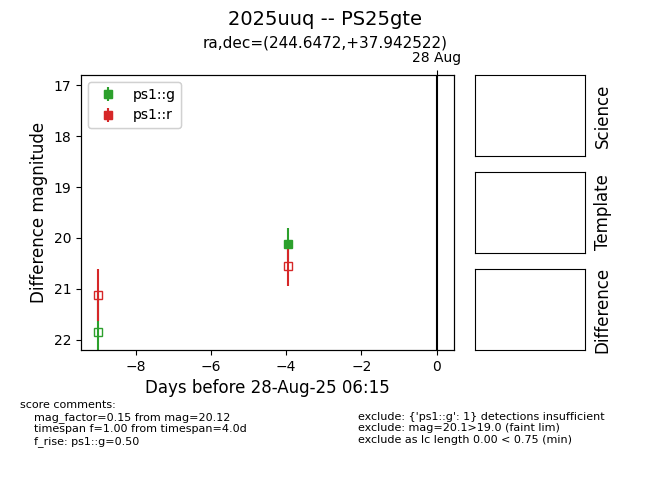 2025uuq -- PS25gte
ra,dec=(244.6472,+37.942522)
28 Aug
ps1::g
ps1::r
17
18
19
20
21
22
Difference magnitude
−8
−6
−4
−2
0
Days before 28-Aug-25 06:15
Science
Template
Difference
score comments:
mag_factor=0.15 from mag=20.12
timespan f=1.00 from timespan=4.0d
f_rise: ps1::g=0.50
exclude: {'ps1::g': 1} detections insufficient
exclude: mag=20.1>19.0 (faint lim)
exclude as lc length 0.00 < 0.75 (min)